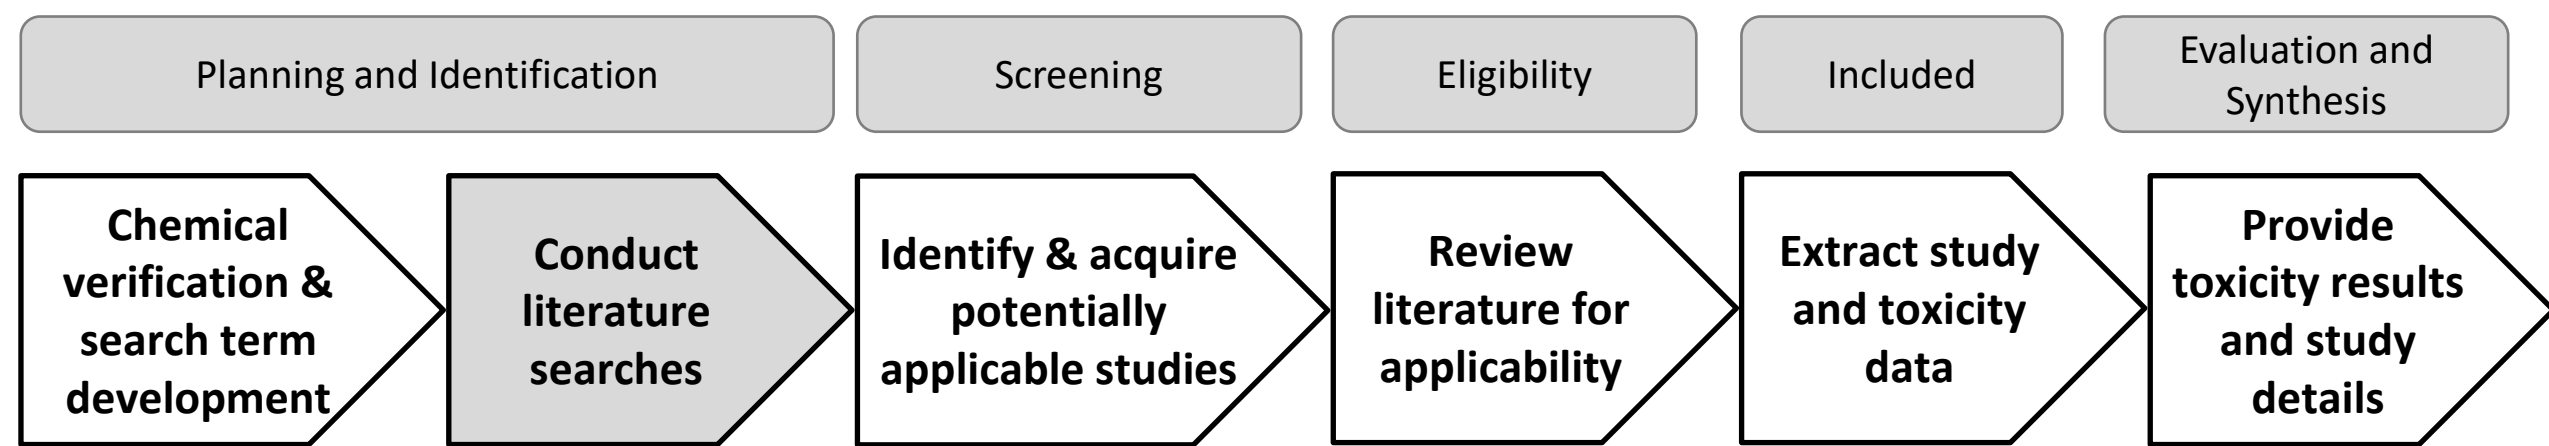 Planning and Identification
Screening
Eligibility
Included
Evaluation and
Synthesis
Chemical
verification &
search term
development
Conduct
literature
searches
Identify & acquire
potentially
applicable studies
Review
literature for
applicability
Extract study
and toxicity
data
Provide
toxicity results
and study
details